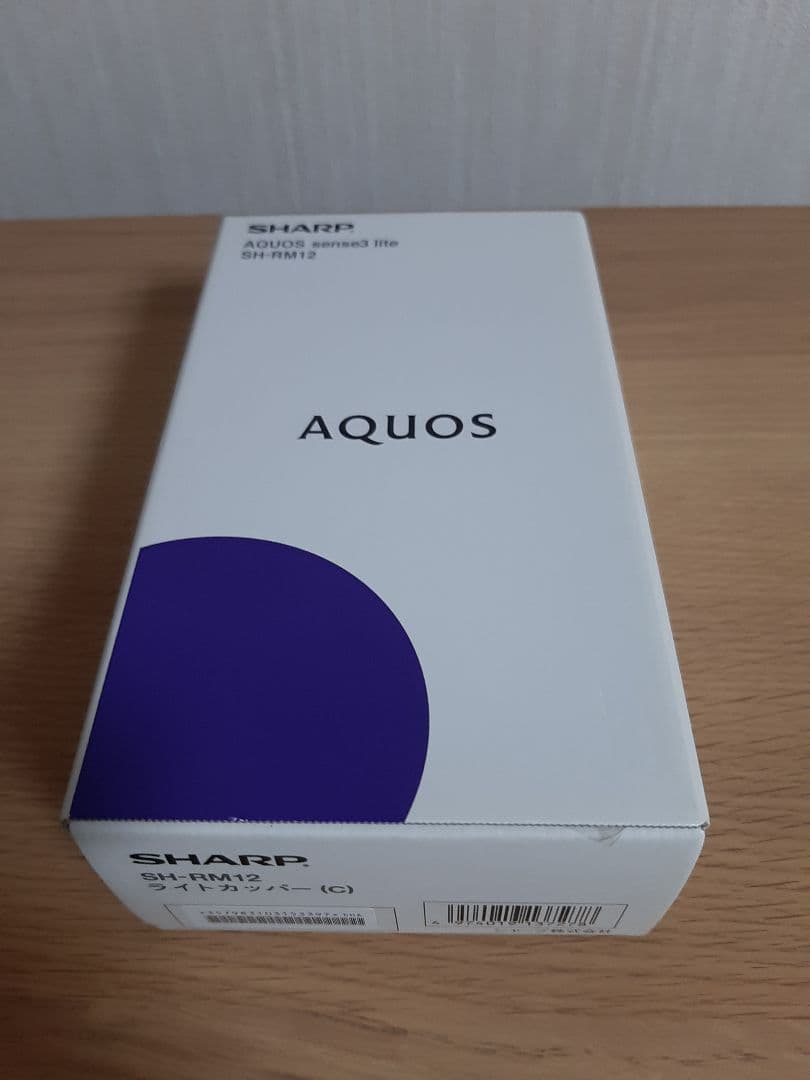 SHARP
AQUOS sense3 lite
SH-RM12
AQUOS
SHARP
SH-RM12
ライトカッパー (C)